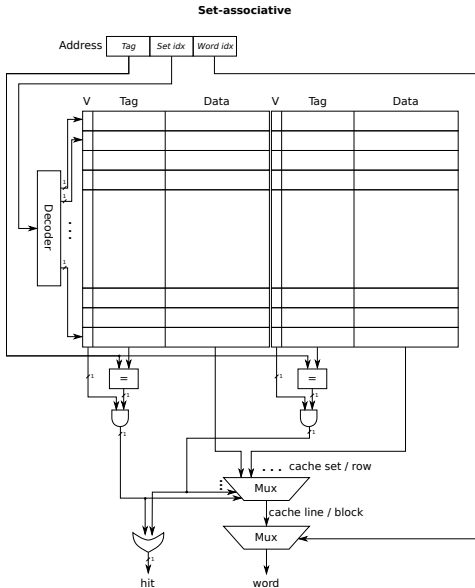 Set-associative
Address Tag Set idx Word idx
V Tag Data V Tag Data
1
1
Decoder
...
1
1 1
= =
1 1
... cache set / row
...
Mux
cache line / block
Mux
1
hit word